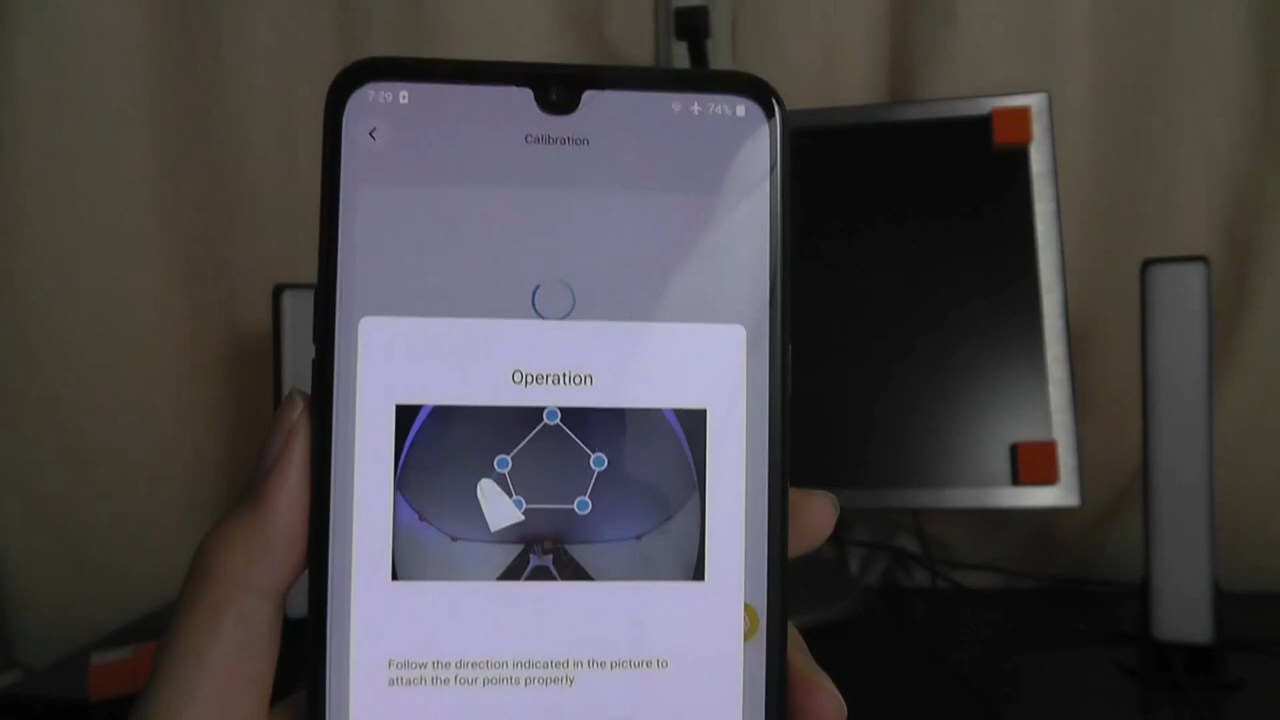 7:29
74%
Calibration
Operation
Follow the direction indicated in the picture to
attach the four points properly